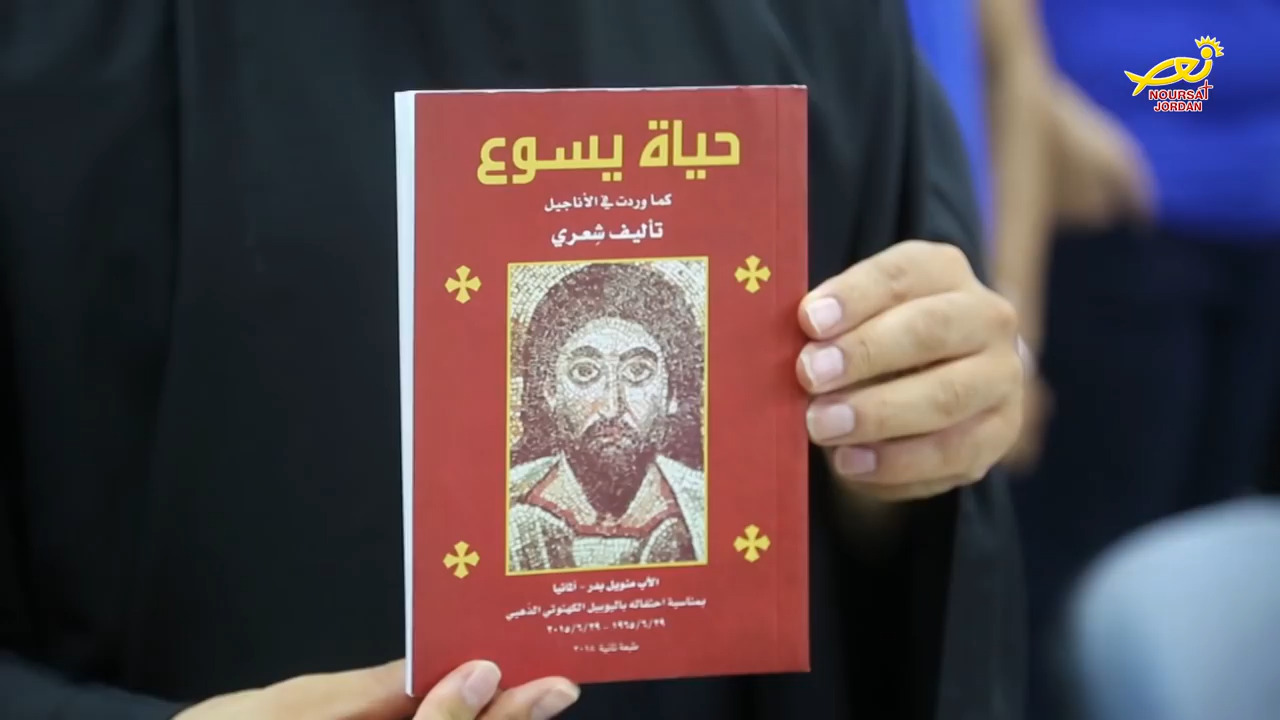 حياة يسوع
كما وردت في الأناجيل
تأليف شِعري
الأب منويل بدر - ألمانيا
بمناسبة احتفاله باليوبيل الكهنوتي الذهبي
١٩٦٥/٦/٢٩ - ٢٠١٥/٦/٢٩
طبعة ثانية ٢٠١٨
نور
NOURSAT
JORDAN